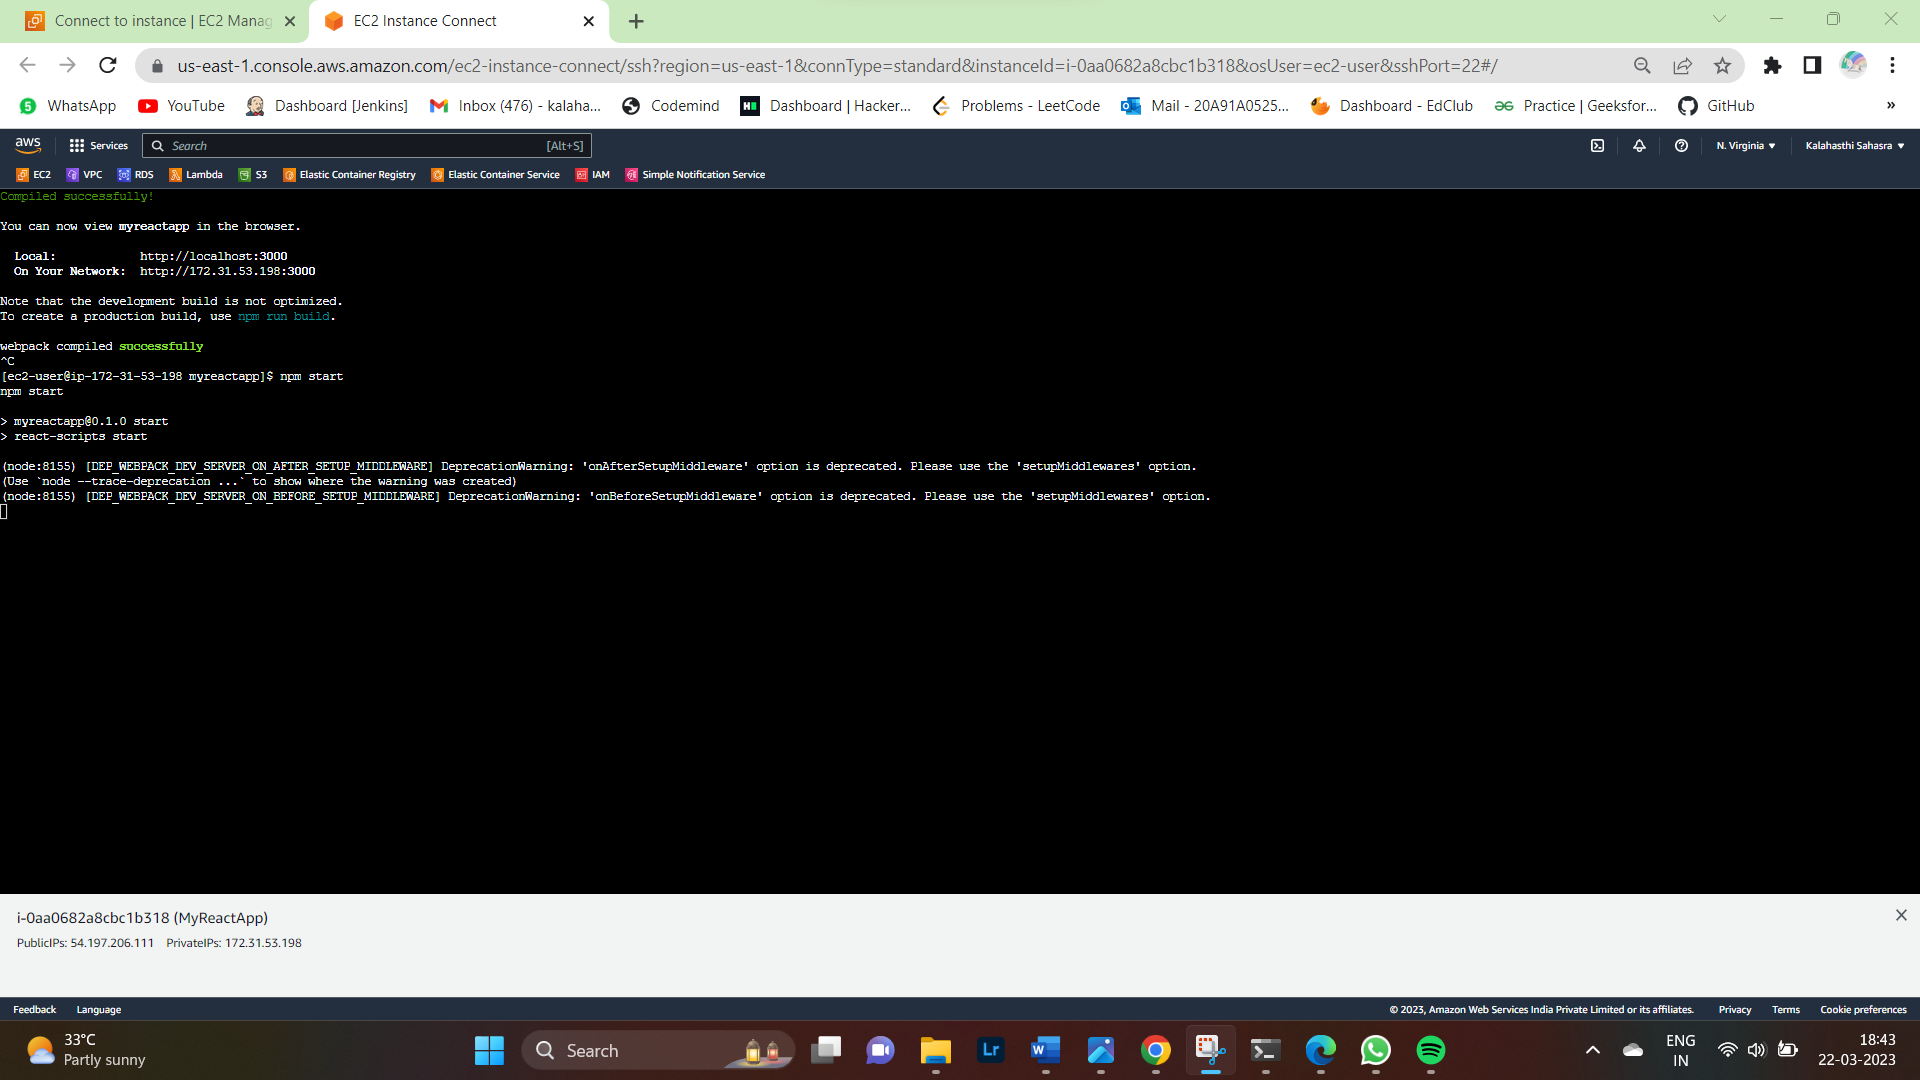 Connect to instance | EC2 Manag
EC2 Instance Connect
us-east-1.console.aws.amazon.com/ec2-instance-connect/ssh?region=us-east-1&connType=standard&instanceId=i-0aa0682a8cbc1b318&osUser=ec2-user&sshPort=22#/
WhatsApp YouTube Dashboard [Jenkins] Inbox (476) - kalaha... Codemind Dashboard | Hacker... Problems - LeetCode Mail - 20A91A0525... Dashboard - EdClub Practice | Geeksfor... GitHub »
aws Services Search [Alt+S] N. Virginia Kalahasthi Sahasra
EC2 VPC RDS Lambda S3 Elastic Container Registry Elastic Container Service IAM Simple Notification Service
Compiled successfully!
You can now view myreactapp in the browser.
Local: http://localhost:3000
On Your Network: http://172.31.53.198:3000
Note that the development build is not optimized.
To create a production build, use npm run build.
webpack compiled successfully
^C
[ec2-user@ip-172-31-53-198 myreactapp]$ npm start
npm start
> myreactapp@0.1.0 start
> react-scripts start
(node:8155) [DEP_WEBPACK_DEV_SERVER_ON_AFTER_SETUP_MIDDLEWARE] DeprecationWarning: 'onAfterSetupMiddleware' option is deprecated. Please use the 'setupMiddlewares' option.
(Use `node --trace-deprecation ...` to show where the warning was created)
(node:8155) [DEP_WEBPACK_DEV_SERVER_ON_BEFORE_SETUP_MIDDLEWARE] DeprecationWarning: 'onBeforeSetupMiddleware' option is deprecated. Please use the 'setupMiddlewares' option.
i-0aa0682a8cbc1b318 (MyReactApp)
PublicIPs: 54.197.206.111 PrivateIPs: 172.31.53.198
Feedback Language © 2023, Amazon Web Services India Private Limited or its affiliates. Privacy Terms Cookie preferences
33°C
Partly sunny
Search
Lr
ENG
IN
18:43
22-03-2023